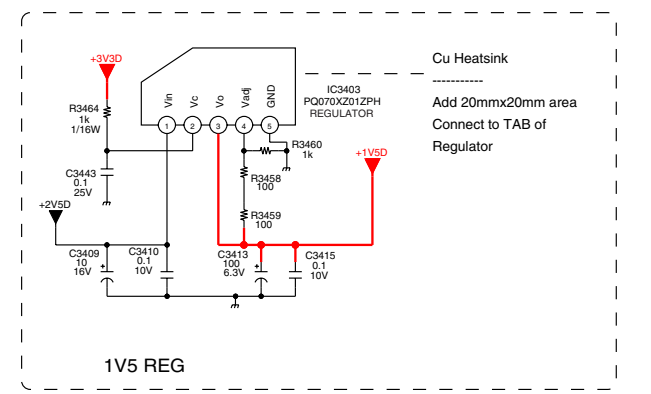 +3V3D
Cu Heatsink
-----------
Add 20mmx20mm area
Connect to TAB of
Regulator
IC3403
PQ070XZ01ZPH
REGULATOR
Vin
Vc
Vo
Vadj
GND
1
2
3
4
5
R3464
1k
1/16W
R3460
1k
+1V5D
C3443
0.1
25V
R3458
100
+2V5D
R3459
100
C3409
10
16V
+
C3410
0.1
10V
C3413
100
6.3V
+
C3415
0.1
10V
1V5 REG